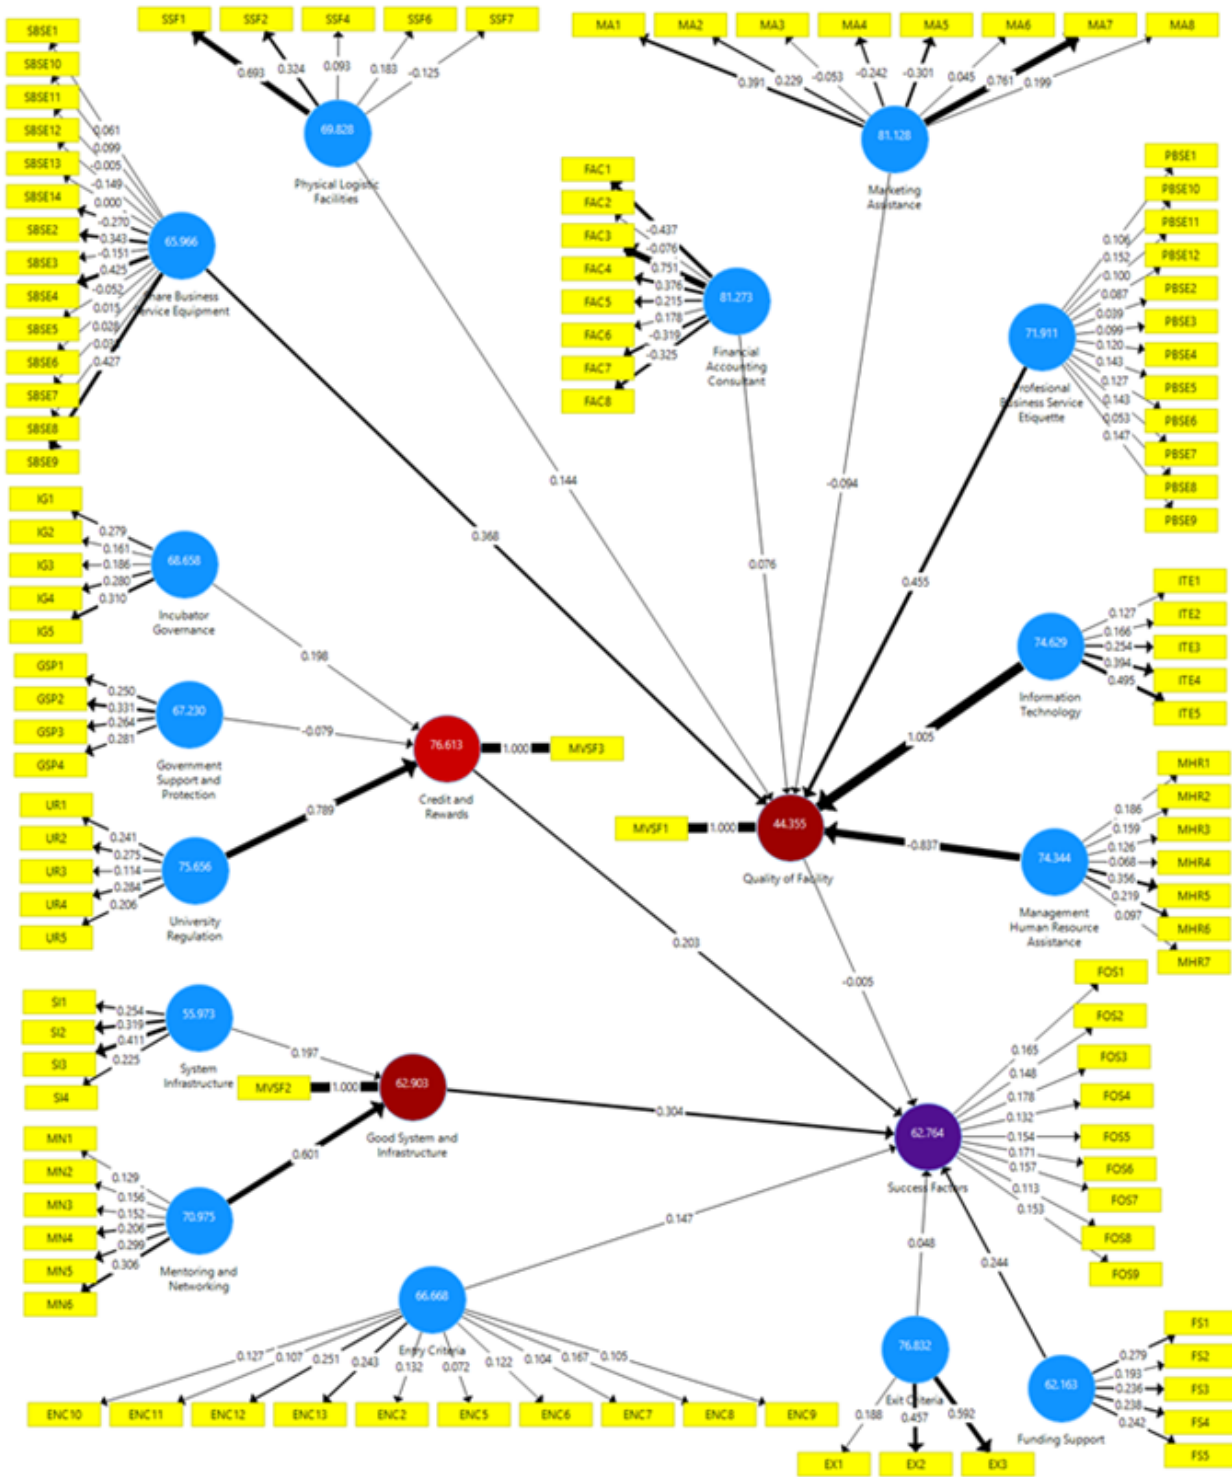 SBSE1
SBSE10
SBSE11
SBSE12
SBSE13
SBSE14
SBSE2
SBSE3
SBSE4
SBSE5
SBSE6
SBSE7
SBSE8
SBSE9
0.061
0.099
-0.005
-0.149
0.000
-0.270
0.343
-0.151
0.425
-0.052
0.015
0.028
0.427
65.966
Share Business
Service Equipment
SSF1
SSF2
SSF4
SSF6
SSF7
0.693
0.324
0.093
0.183
-0.125
69.828
Physical Logistic
Facilities
MA1
MA2
MA3
MA4
MA5
MA6
MA7
MA8
0.391
0.229
-0.053
-0.242
-0.301
0.045
0.761
0.199
81.128
Marketing
Assistance
FAC1
FAC2
FAC3
FAC4
FAC5
FAC6
FAC7
FAC8
-0.437
-0.076
0.751
0.376
0.215
0.178
-0.319
-0.325
81.273
Financial
Accounting
Consultant
PBSE1
PBSE10
PBSE11
PBSE12
PBSE2
PBSE3
PBSE4
PBSE5
PBSE6
PBSE7
PBSE8
PBSE9
0.106
0.152
0.100
0.087
0.039
0.099
0.120
0.143
0.127
0.143
0.053
0.147
71.911
Profesional
Business Service
Etiquette
0.144
-0.094
0.368
0.076
0.455
IG1
IG2
IG3
IG4
IG5
0.279
0.161
0.186
0.280
0.310
68.658
Incubator
Governance
0.198
GSP1
GSP2
GSP3
GSP4
0.250
0.331
0.264
0.281
67.230
Government
Support and
Protection
-0.079
UR1
UR2
UR3
UR4
UR5
0.241
0.275
0.114
0.284
0.206
75.656
University
Regulation
0.789
76.613
1.000
MVSF3
Credit and
Rewards
ITE1
ITE2
ITE3
ITE4
ITE5
0.127
0.166
0.254
0.394
0.495
74.629
Information
Technology
1.005
MHR1
MHR2
MHR3
MHR4
MHR5
MHR6
MHR7
0.186
0.159
0.126
0.068
0.356
0.219
0.097
74.344
Management
Human Resource
Assistance
-0.837
MVSF1
1.000
44.355
Quality of Facility
0.203
-0.005
SI1
SI2
SI3
SI4
0.254
0.319
0.411
0.225
55.973
System
Infrastructure
0.197
MVSF2
1.000
62.903
Good System and
Infrastructure
0.304
MN1
MN2
MN3
MN4
MN5
MN6
0.129
0.156
0.152
0.206
0.299
0.306
70.975
Mentoring and
Networking
0.601
FOS1
FOS2
FOS3
FOS4
FOS5
FOS6
FOS7
FOS8
FOS9
0.165
0.148
0.178
0.132
0.154
0.171
0.157
0.113
0.153
62.764
Success Factors
0.147
0.048
0.244
66.668
Entry Criteria
0.127
0.107
0.251
0.243
0.132
0.072
0.122
0.104
0.167
0.105
ENC10
ENC11
ENC12
ENC13
ENC2
ENC5
ENC6
ENC7
ENC8
ENC9
76.832
Exit Criteria
0.188
0.457
0.592
EX1
EX2
EX3
62.163
Funding Support
0.279
0.193
0.236
0.238
0.242
FS1
FS2
FS3
FS4
FS5